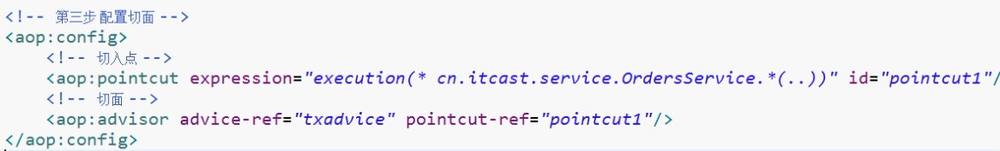 <!-- 第三步 配置切面 -->
<aop:config>
<!-- 切入点 -->
<aop:pointcut expression="execution(* cn.itcast.service.OrdersService.*(..))" id="pointcut1"/
<!-- 切面 -->
<aop:advisor advice-ref="txadvice" pointcut-ref="pointcut1"/>
</aop:config>